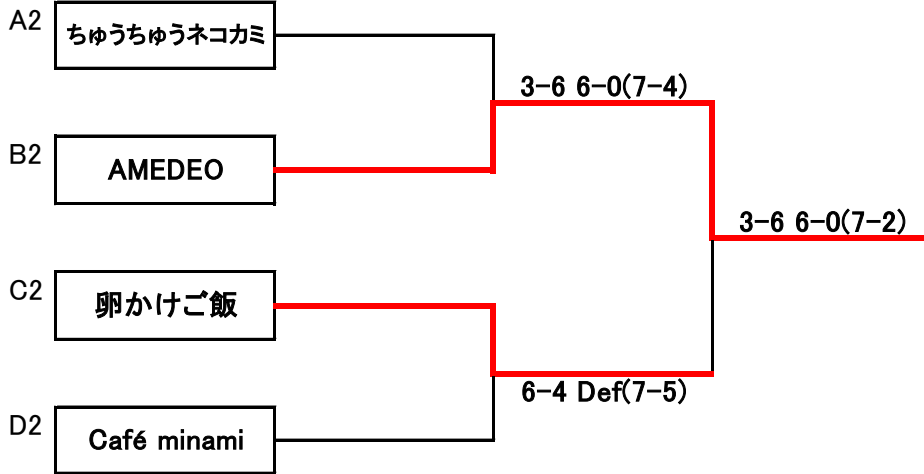 A2
ちゅうちゅうネコカミ
3-6 6-0(7-4)
B2
AMEDEO
3-6 6-0(7-2)
C2
卵かけご飯
6-4 Def(7-5)
D2
Café minami